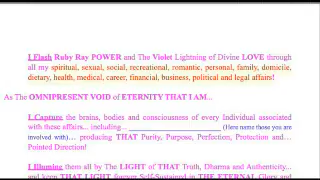 I Flash Ruby Ray POWER and The Violet Lightning of Divine LOVE through
all my spiritual, sexual, social, recreational, romantic, personal, family, domicile,
dietary, health, medical, career, financial, business, political and legal affairs!
As The OMNIPRESENT VOID of ETERNITY THAT I AM...
I Capture the brains, bodies and consciousness of every Individual associated
with these affairs... including... ____________________ (Here name those you are
involved with)… producing THAT Purity, Purpose, Perfection, Protection and…
Pointed Direction!
I Illumine them all by The LIGHT of THAT Truth, Dharma and Authenticity...
and keep THAT LIGHT forever Self-Sustained in THE ETERNAL Glory and